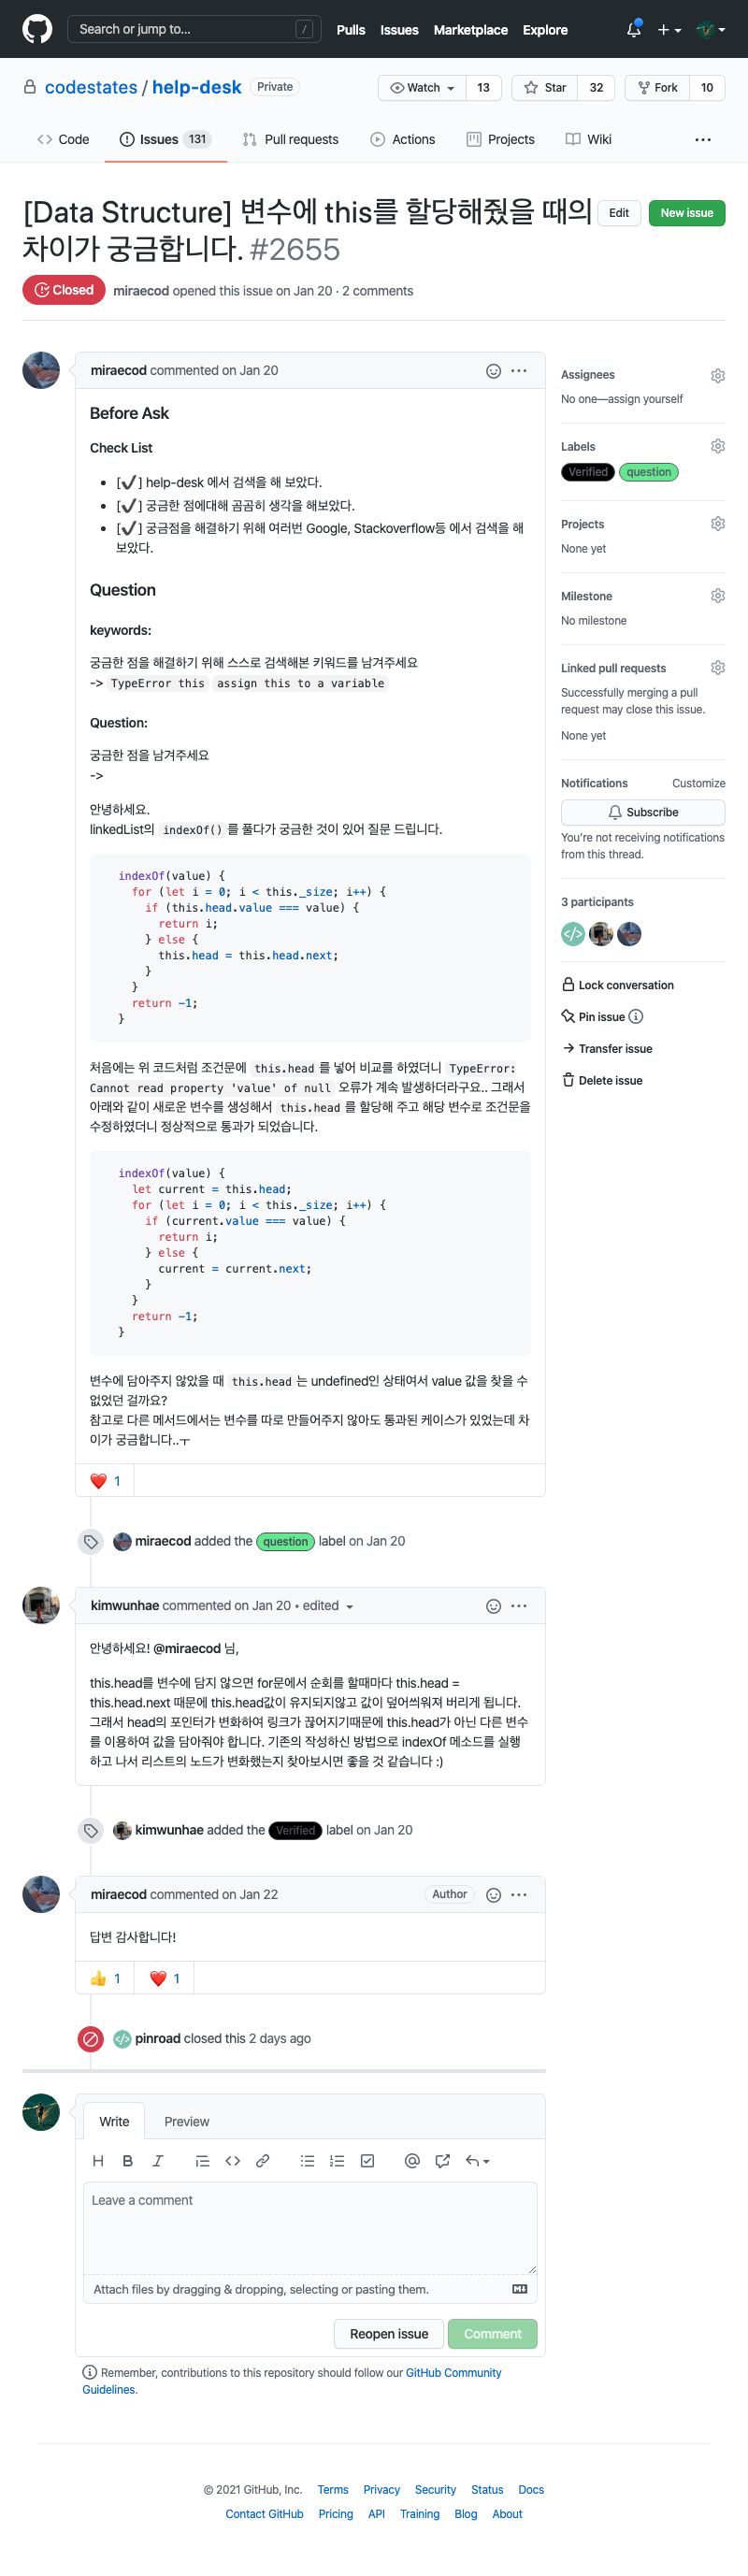 Search or jump to... /
Pulls Issues Marketplace Explore
codestates / help-desk Private
Watch 13 Star 32 Fork 10
Code Issues 131 Pull requests Actions Projects Wiki
[Data Structure] 변수에 this를 할당해줬을 때의
차이가 궁금합니다. #2655
Edit New issue
Closed miraecod opened this issue on Jan 20 · 2 comments
miraecod commented on Jan 20
Before Ask
Check List
• [✔] help-desk 에서 검색을 해 보았다.
• [✔] 궁금한 점에대해 곰곰히 생각을 해보았다.
• [✔] 궁금점을 해결하기 위해 여러번 Google, Stackoverflow등 에서 검색을 해
보았다.
Question
keywords:
궁금한 점을 해결하기 위해 스스로 검색해본 키워드를 남겨주세요
-> TypeError this assign this to a variable
Question:
궁금한 점을 남겨주세요
->
안녕하세요.
linkedList의 indexOf() 를 풀다가 궁금한 것이 있어 질문 드립니다.
indexOf(value) {
for (let i = 0; i < this._size; i++) {
if (this.head.value === value) {
return i;
} else {
this.head = this.head.next;
}
}
return -1;
}
처음에는 위 코드처럼 조건문에 this.head 를 넣어 비교를 하였더니 TypeError:
Cannot read property 'value' of null 오류가 계속 발생하더라구요.. 그래서
아래와 같이 새로운 변수를 생성해서 this.head 를 할당해 주고 해당 변수로 조건문을
수정하였더니 정상적으로 통과가 되었습니다.
indexOf(value) {
let current = this.head;
for (let i = 0; i < this._size; i++) {
if (current.value === value) {
return i;
} else {
current = current.next;
}
}
return -1;
}
변수에 담아주지 않았을 때 this.head 는 undefined인 상태여서 value 값을 찾을 수
없었던 걸까요?
참고로 다른 메서드에서는 변수를 따로 만들어주지 않아도 통과된 케이스가 있었는데 차
이가 궁금합니다..ㅜ
❤️ 1
miraecod added the question label on Jan 20
kimwunhae commented on Jan 20 • edited
안녕하세요! @miraecod 님,
this.head를 변수에 담지 않으면 for문에서 순회를 할때마다 this.head =
this.head.next 때문에 this.head값이 유지되지않고 값이 덮어씌워져 버리게 됩니다.
그래서 head의 포인터가 변화하여 링크가 끊어지기때문에 this.head가 아닌 다른 변수
를 이용하여 값을 담아줘야 합니다. 기존의 작성하신 방법으로 indexOf 메소드를 실행
하고 나서 리스트의 노드가 변화했는지 찾아보시면 좋을 것 같습니다 :)
kimwunhae added the Verified label on Jan 20
miraecod commented on Jan 22 Author
답변 감사합니다!
👍 1 ❤️ 1
pinroad closed this 2 days ago
Assignees
No one—assign yourself
Labels
Verified question
Projects
None yet
Milestone
No milestone
Linked pull requests
Successfully merging a pull
request may close this issue.
None yet
Notifications Customize
Subscribe
You're not receiving notifications
from this thread.
3 participants
Lock conversation
Pin issue
Transfer issue
Delete issue
Write Preview
Leave a comment
Attach files by dragging & dropping, selecting or pasting them.
Reopen issue Comment
Remember, contributions to this repository should follow our GitHub Community
Guidelines.
© 2021 GitHub, Inc. Terms Privacy Security Status Docs
Contact GitHub Pricing API Training Blog About